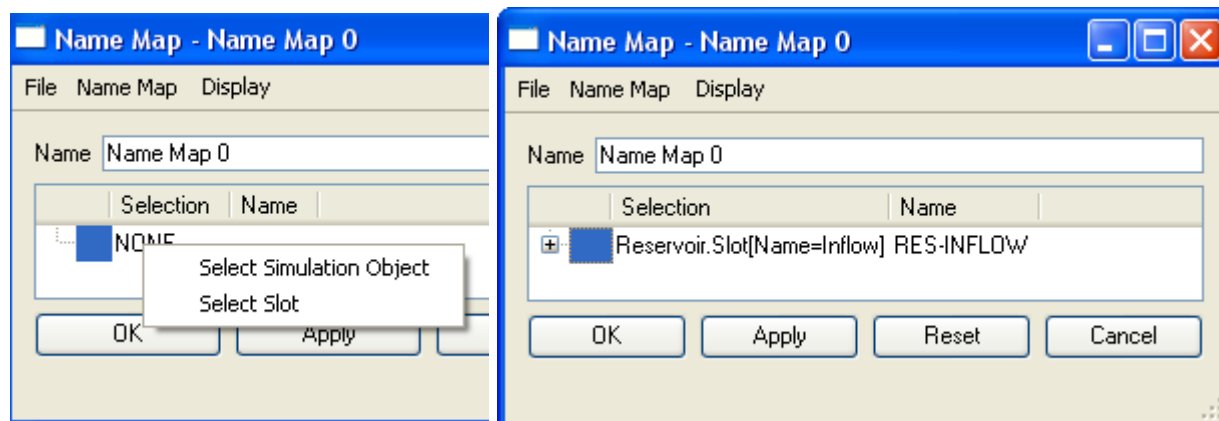 Name Map - Name Map 0
File Name Map Display
Name Name Map 0
Selection Name
NONE
Select Simulation Object
Select Slot
OK Apply
Name Map - Name Map 0
File Name Map Display
Name Name Map 0
Selection Name
Reservoir.Slot[Name=Inflow] RES-INFLOW
OK Apply Reset Cancel